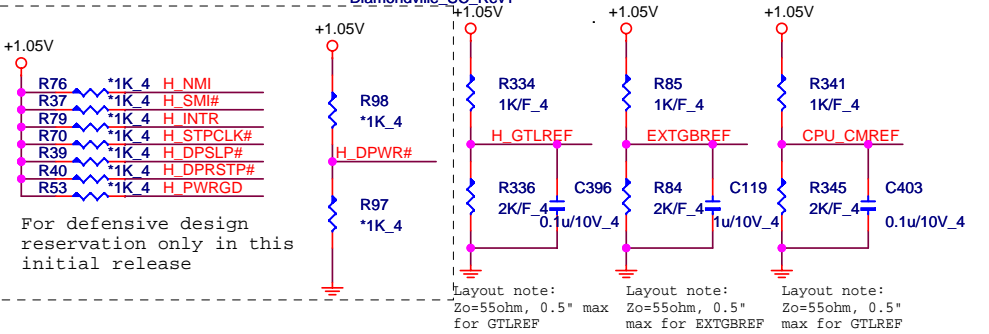 Diamondville_SC_Rev1
+1.05V
R76 *1K_4 H_NMI
R37 *1K_4 H_SMI#
R79 *1K_4 H_INTR
R70 *1K_4 H_STPCLK#
R39 *1K_4 H_DPSLP#
R40 *1K_4 H_DPRSTP#
R53 *1K_4 H_PWRGD
For defensive design
reservation only in this
initial release
+1.05V
R98
*1K_4
H_DPWR#
R97
*1K_4
+1.05V
R334
1K/F_4
H_GTLREF
R336
2K/F_4
C396
0.1u/10V_4
Layout note:
Zo=55ohm, 0.5" max
for GTLREF
+1.05V
R85
1K/F_4
EXTGBREF
R84
2K/F_4
C119
1u/10V_4
Layout note:
Zo=55ohm, 0.5"
max for EXTGBREF
+1.05V
R341
1K/F_4
CPU_CMREF
R345
2K/F_4
C403
0.1u/10V_4
Layout note:
Zo=55ohm, 0.5"
max for GTLREF